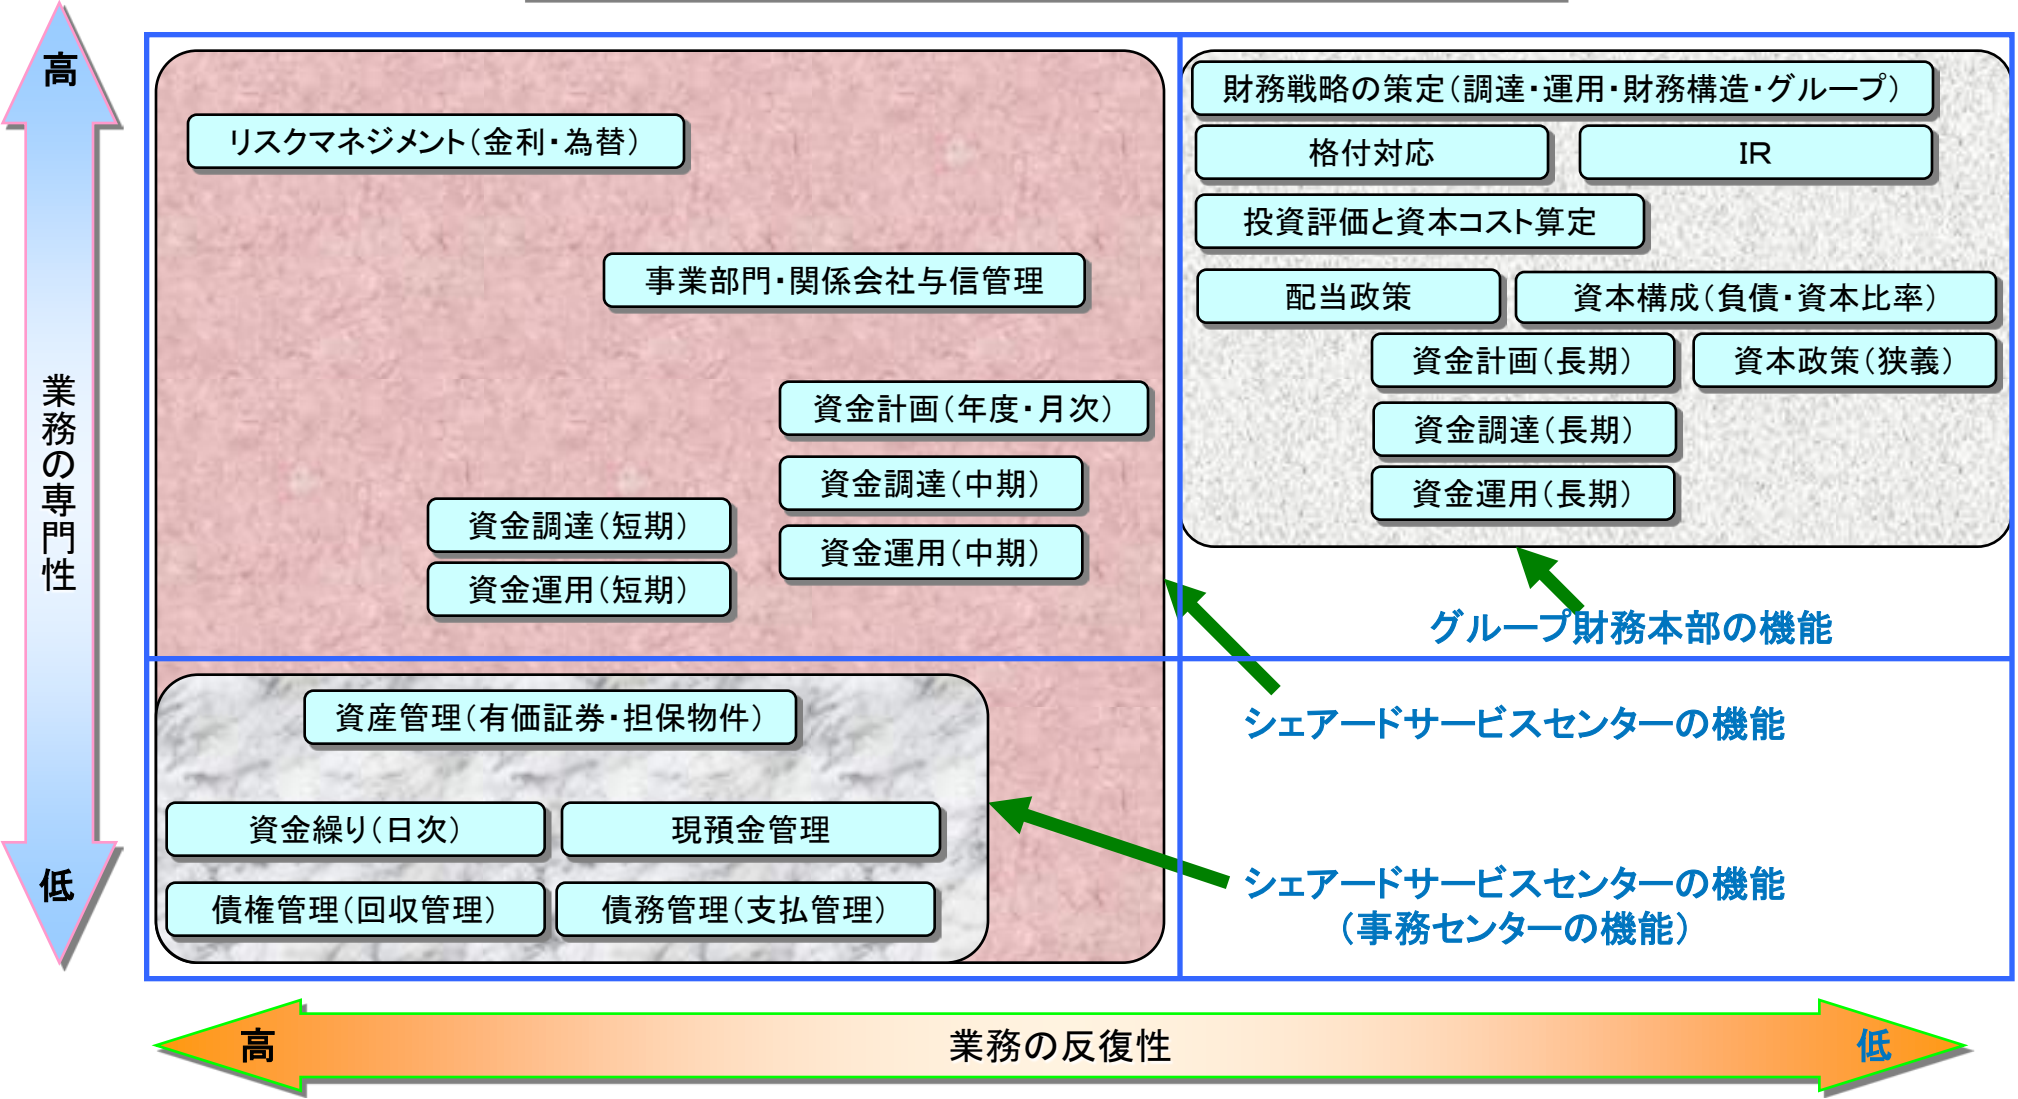 高
業務の専門性
低
リスクマネジメント（金利・為替）
事業部門・関係会社与信管理
資金計画（年度・月次）
資金調達（中期）
資金運用（中期）
資金調達（短期）
資金運用（短期）
財務戦略の策定（調達・運用・財務構造・グループ）
格付対応
IR
投資評価と資本コスト算定
配当政策
資本構成（負債・資本比率）
資金計画（長期）
資本政策（狭義）
資金調達（長期）
資金運用（長期）
グループ財務本部の機能
シェアードサービスセンターの機能
資産管理（有価証券・担保物件）
資金繰り（日次）
現預金管理
債権管理（回収管理）
債務管理（支払管理）
シェアードサービスセンターの機能
（事務センターの機能）
高
業務の反復性
低